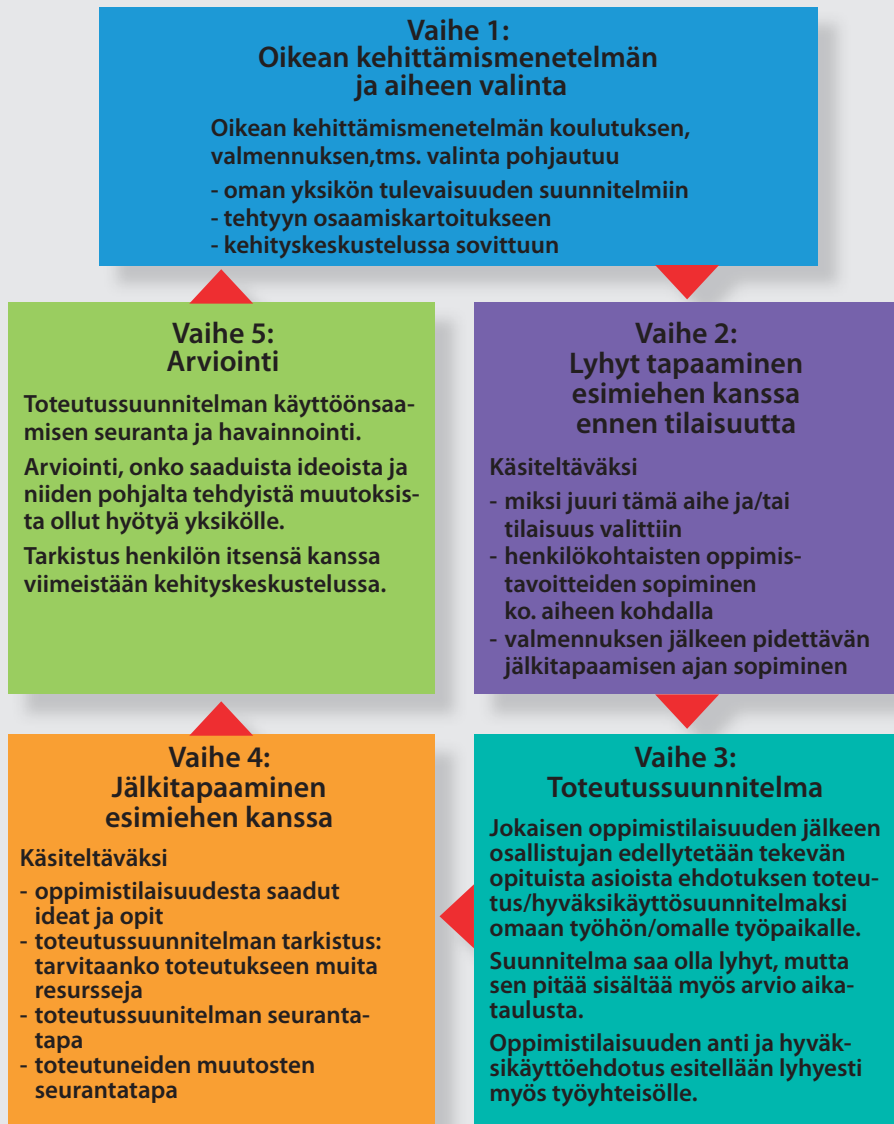 Vaihe 1:
Oikean kehittämismenetelmän
ja aiheen valinta
Oikean kehittämismenetelmän koulutuksen,
valmennuksen,tms. valinta pohjautuu
- oman yksikön tulevaisuuden suunnitelmiin
- tehtyyn osaamiskartoitukseen
- kehityskeskustelussa sovittuun
Vaihe 2:
Lyhyt tapaaminen
esimiehen kanssa
ennen tilaisuutta
Käsiteltäväksi
- miksi juuri tämä aihe ja/tai
tilaisuus valittiin
- henkilökohtaisten oppimis-
tavoitteiden sopiminen
ko. aiheen kohdalla
- valmennuksen jälkeen pidettävän
jälkitapaamisen ajan sopiminen
Vaihe 3:
Toteutussuunnitelma
Jokaisen oppimistilaisuuden jälkeen
osallistujan edellytetään tekevän
opituista asioista ehdotuksen toteu-
tus/hyväksikäyttösuunnitelmaksi
omaan työhön/omalle työpaikalle.
Suunnitelma saa olla lyhyt, mutta
sen pitää sisältää myös arvio aika-
taulusta.
Oppimistilaisuuden anti ja hyväk-
sikäyttöehdotus esitellään lyhyesti
myös työyhteisölle.
Vaihe 4:
Jälkitapaaminen
esimiehen kanssa
Käsiteltäväksi
- oppimistilaisuudesta saadut
ideat ja opit
- toteutussuunnitelman tarkistus:
tarvitaanko toteutukseen muita
resursseja
- toteutussuunitelman seuranta-
tapa
- toteutuneiden muutosten
seurantatapa
Vaihe 5:
Arviointi
Toteutussuunnitelman käyttöönsaa-
misen seuranta ja havainnointi.
Arviointi, onko saaduista ideoista ja
niiden pohjalta tehdyistä muutoksis-
ta ollut hyötyä yksikölle.
Tarkistus henkilön itsensä kanssa
viimeistään kehityskeskustelussa.